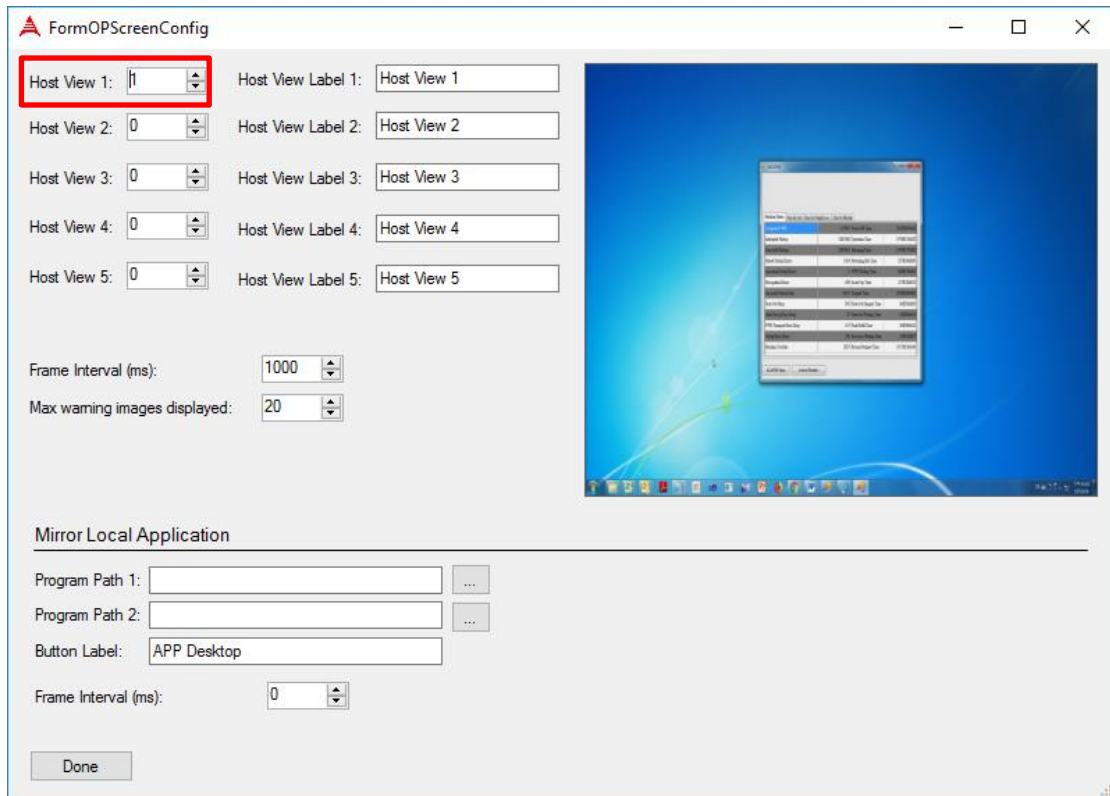 FormOPScreenConfig
Host View 1: 1 Host View Label 1: Host View 1
Host View 2: 0 Host View Label 2: Host View 2
Host View 3: 0 Host View Label 3: Host View 3
Host View 4: 0 Host View Label 4: Host View 4
Host View 5: 0 Host View Label 5: Host View 5
Frame Interval (ms): 1000
Max warning images displayed: 20
Mirror Local Application
Program Path 1: ...
Program Path 2: ...
Button Label: APP Desktop
Frame Interval (ms): 0
Done